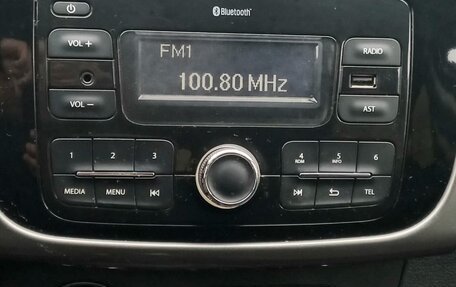 Bluetooth
VOL +
FM1
RADIO
100.80 MHz
VOL −
AST
1 2 3 4 RDM 5 INFO 6
MEDIA MENU TEL